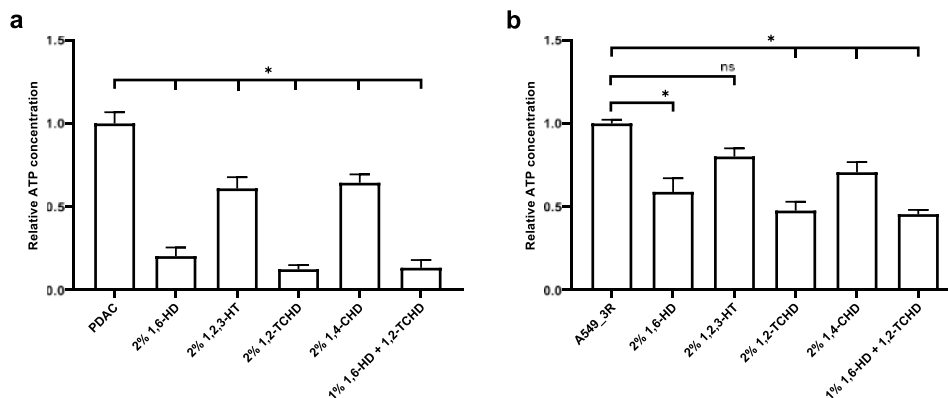 a
1.5
1.0
0.5
0.0
Relative ATP concentration
*
PDAC
2% 1,6-HD
2% 1,2,3-HT
2% 1,2-TCHD
2% 1,4-CHD
1% 1,6-HD + 1,2-TCHD
b
1.5
1.0
0.5
0.0
Relative ATP concentration
*
ns
*
A549_3R
2% 1,6-HD
2% 1,2,3-HT
2% 1,2-TCHD
2% 1,4-CHD
1% 1,6-HD + 1,2-TCHD